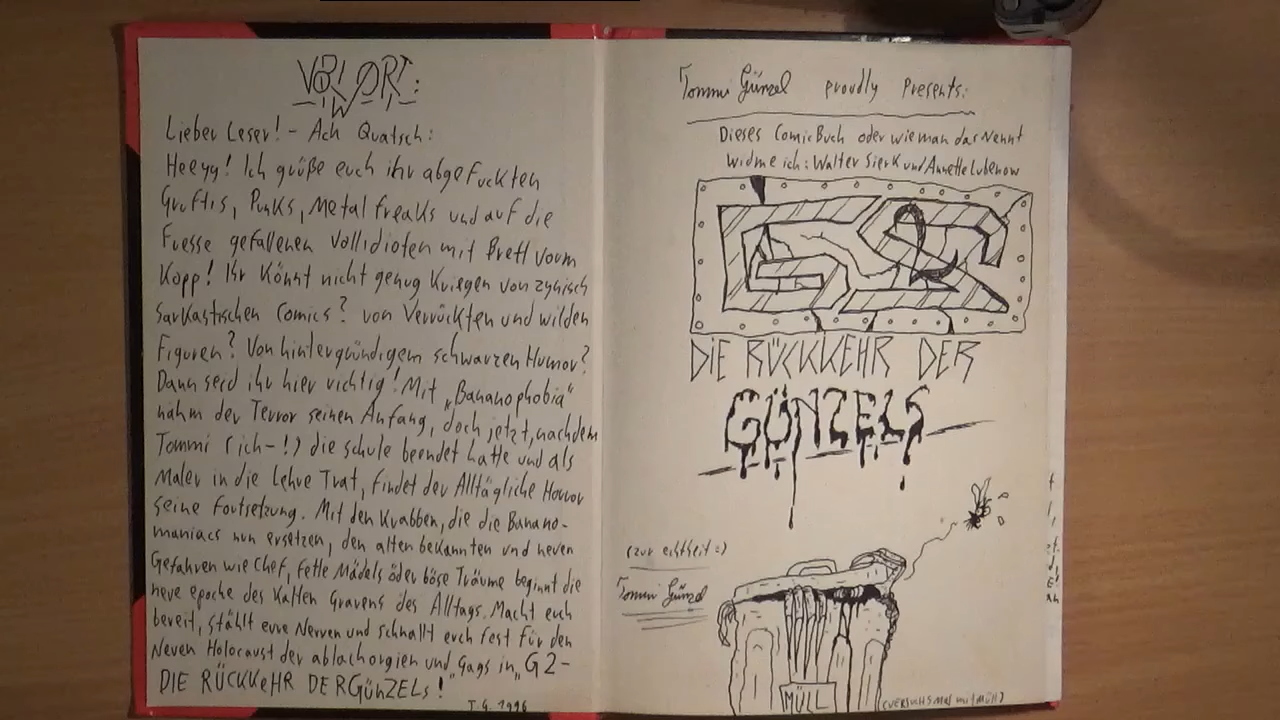 VORWORT:
Lieber Leser! - Ach Quatsch:
Heeyy! Ich grüße euch ihr abgefuckten
Gruftis, Punks, Metal freaks und auf die
Fresse gefallenen Vollidioten mit Brett vorm
Kopp! Ihr könnt nicht genug kriegen von zynisch
sarkastischen Comics? von Verrückten und wilden
Figuren? Von hintergründigem schwarzen Humor?
Dann seid ihr hier richtig! Mit „Bananophobia"
nahm der Terror seinen Anfang, doch jetzt, nachdem
Tommi (ich-!) die schule beendet hatte und als
Maler in die Lehre Trat, findet der Alltägliche Horror
seine Fortsetzung. Mit den Knabben, die die Banano-
maniacs nun ersetzen, den alten bekannten und neuen
Gefahren wie Chef, fette Mädels oder böse Träume beginnt die
neue epoche des Kalten Gravens des Alltags. Macht euch
bereit, stählt eure Nerven und schnallt euch fest für den
Neuen Holocaust der ablachorgien und Gags in „G2-
DIE RÜCKKEHR DER GÜNZELS!"
T.G. 1996
Tommi Günzel proudly Presents:
Dieses ComicBuch oder wie man das Nennt
widme ich: Walter Sierk und Annette Lubenow
G2
DIE RÜCKKEHR DER
GÜNZELS
(zur echtheit=)
Tommi Günzel
MÜLL
(VERSUCHS MAL mit MÜLL)